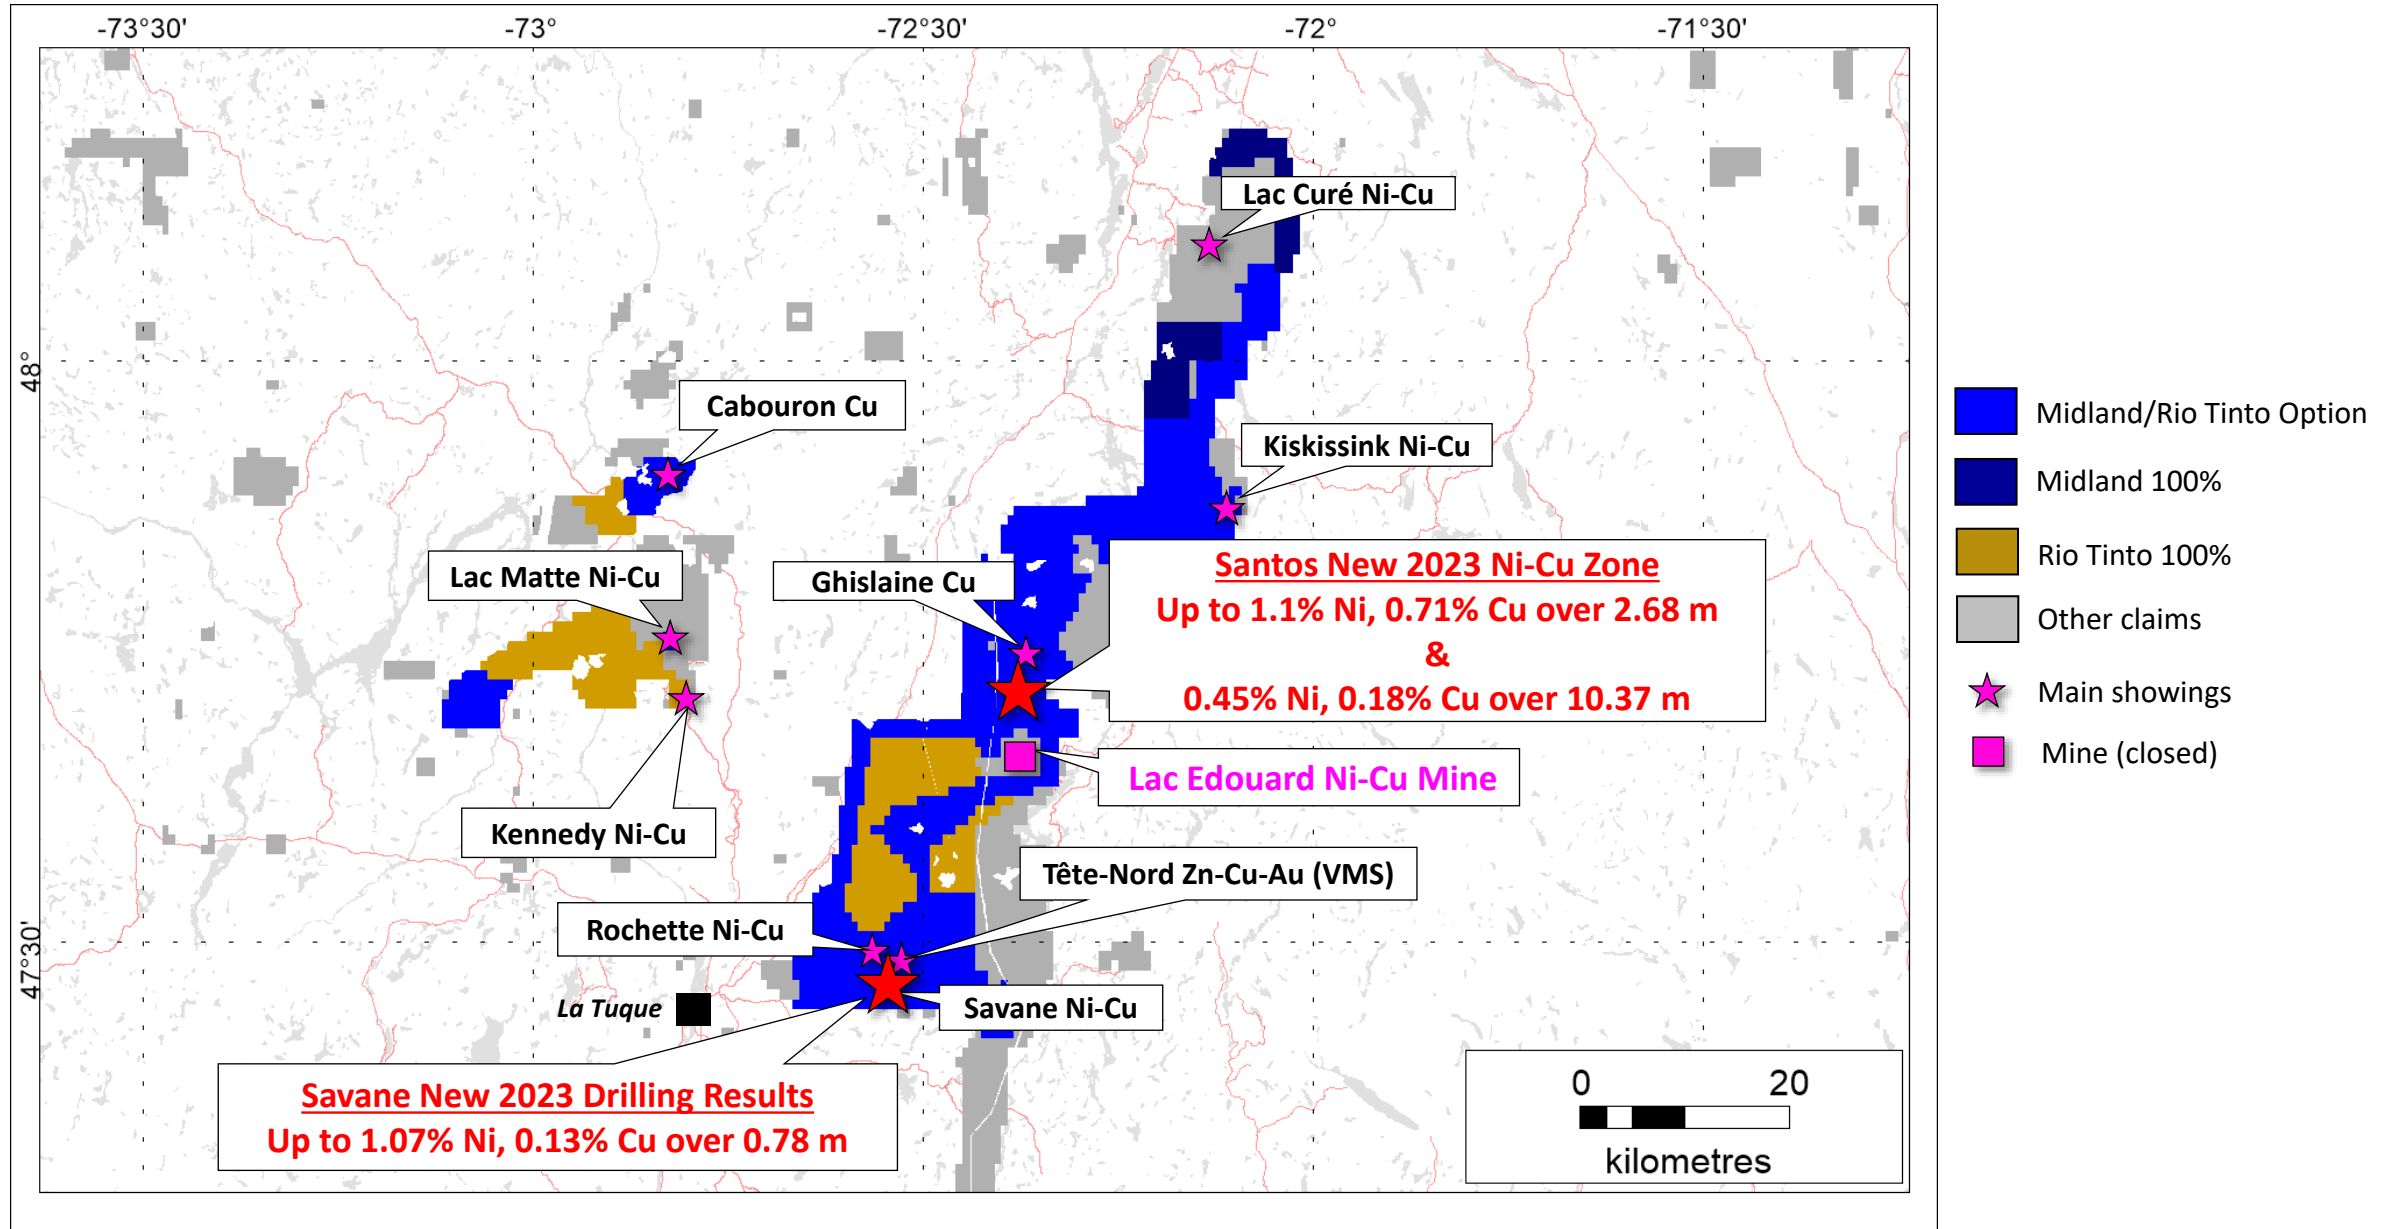 -73°30'
-73°
-72°30'
-72°
-71°30'
48°
47°30'
Lac Curé Ni-Cu
Cabouron Cu
Kiskissink Ni-Cu
Lac Matte Ni-Cu
Ghislaine Cu
Santos New 2023 Ni-Cu Zone
Up to 1.1% Ni, 0.71% Cu over 2.68 m
&
0.45% Ni, 0.18% Cu over 10.37 m
Lac Edouard Ni-Cu Mine
Kennedy Ni-Cu
Tête-Nord Zn-Cu-Au (VMS)
Rochette Ni-Cu
La Tuque
Savane Ni-Cu
Savane New 2023 Drilling Results
Up to 1.07% Ni, 0.13% Cu over 0.78 m
0 20
kilometres
Midland/Rio Tinto Option
Midland 100%
Rio Tinto 100%
Other claims
Main showings
Mine (closed)